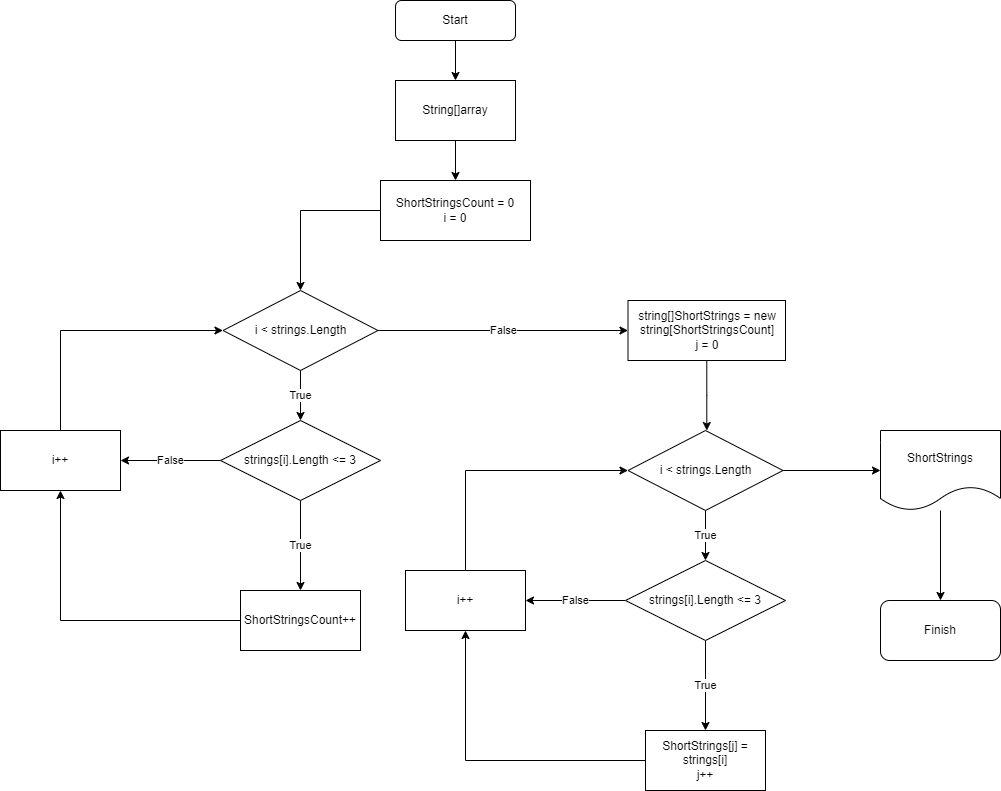 Start
String[]array
ShortStringsCount = 0
i = 0
i < strings.Length
False
string[]ShortStrings = new
string[ShortStringsCount]
j = 0
True
i++
False
strings[i].Length <= 3
True
ShortStringsCount++
i < strings.Length
ShortStrings
True
i++
False
strings[i].Length <= 3
Finish
True
ShortStrings[j] =
strings[i]
j++